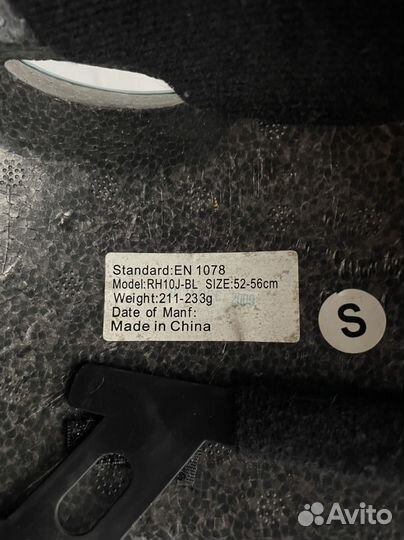 Standard:EN 1078
Model:RH10J-BL SIZE:52-56cm
Weight:211-233g
Date of Manf:
Made in China
S
Avito